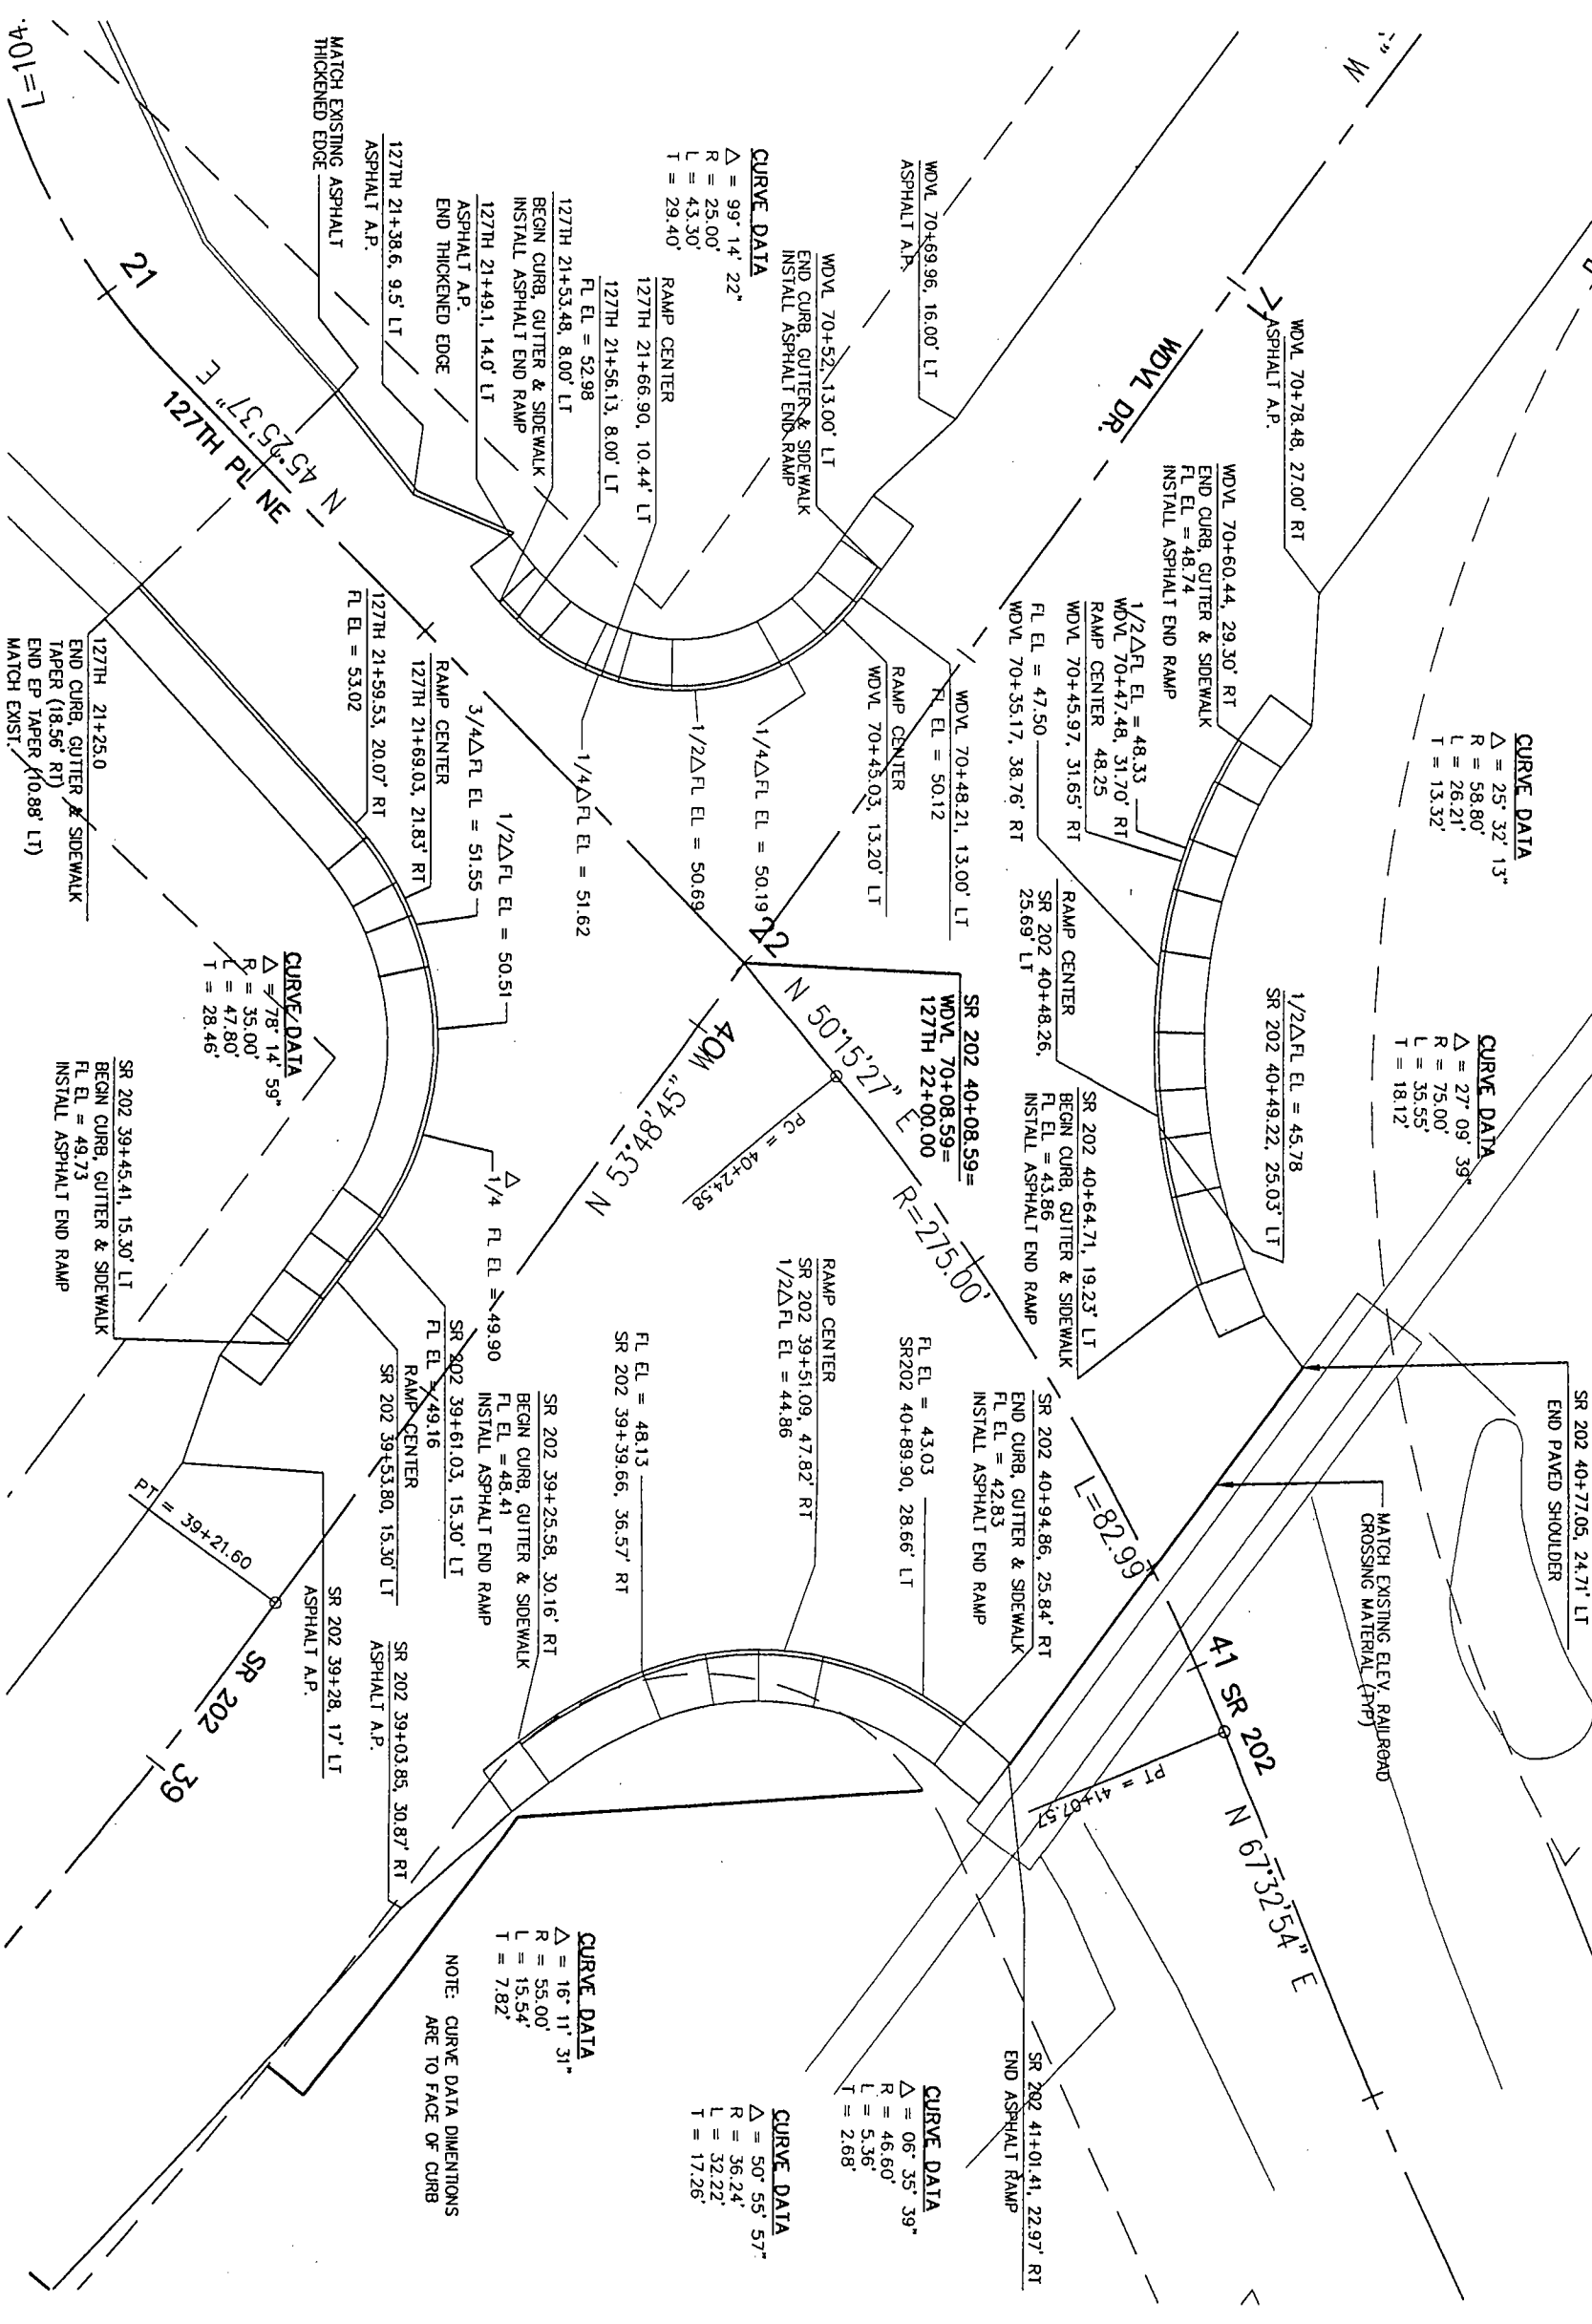 SR 202 40+77.05, 24.71' LT
END PAVED SHOULDER
MATCH EXISTING ELEV. RAILROAD
CROSSING MATERIAL (TYP)
CURVE DATA
Δ = 25° 32' 13"
R = 58.80'
L = 26.21'
T = 13.32'
CURVE DATA
Δ = 27° 09' 39"
R = 75.00'
L = 35.55'
T = 18.12'
WDVL 70+78.48, 27.00' RT
ASPHALT A.P.
WDVL 70+60.44, 29.30' RT
END CURB, GUTTER & SIDEWALK
FL EL = 48.74
INSTALL ASPHALT END RAMP
1/2ΔFL EL = 48.33
WDVL 70+47.48, 31.70' RT
RAMP CENTER 48.25
WDVL 70+45.97, 31.65' RT
FL EL = 47.50
WDVL 70+35.17, 38.76' RT
1/2ΔFL EL = 45.78
SR 202 40+49.22, 25.03' LT
RAMP CENTER
SR 202 40+48.26,
25.69' LT
SR 202 40+64.71, 19.23' LT
BEGIN CURB, GUTTER & SIDEWALK
FL EL = 43.86
INSTALL ASPHALT END RAMP
WDVL DR.
W
41 SR 202
N 67°32'54" E
PT = 41+07.57
L=82.99'
R=275.00'
SR 202 40+08.59=
WDVL 70+08.59=
127TH 22+00.00
22
N 50°15'27" E
PC = 40+24.58
40
N 53°48'45" W
WDVL 70+69.96, 16.00' LT
ASPHALT A.P.
WDVL 70+52, 13.00' LT
END CURB, GUTTER & SIDEWALK
INSTALL ASPHALT END RAMP
CURVE DATA
Δ = 99° 14' 22"
R = 25.00'
L = 43.30'
T = 29.40'
WDVL 70+48.21, 13.00' LT
FL EL = 50.12
RAMP CENTER
WDVL 70+45.03, 13.20' LT
1/4ΔFL EL = 50.19
1/2ΔFL EL = 50.69
1/4ΔFL EL = 51.62
RAMP CENTER
127TH 21+66.90, 10.44' LT
127TH 21+56.13, 8.00' LT
FL EL = 52.98
127TH 21+53.48, 8.00' LT
BEGIN CURB, GUTTER & SIDEWALK
INSTALL ASPHALT END RAMP
127TH 21+49.1, 14.0' LT
ASPHALT A.P.
END THICKENED EDGE
127TH 21+38.6, 9.5' LT
ASPHALT A.P.
MATCH EXISTING ASPHALT
THICKENED EDGE
L=104.
21
N 45°25'37" E
127TH PL NE
1/2ΔFL EL = 50.51
3/4ΔFL EL = 51.55
RAMP CENTER
127TH 21+69.03, 21.83' RT
127TH 21+59.53, 20.07' RT
FL EL = 53.02
127TH 21+25.0
END CURB, GUTTER & SIDEWALK
TAPER (18.56' RT)
END EP TAPER (10.88' LT)
MATCH EXIST.
CURVE DATA
Δ = 78° 14' 59"
R = 35.00'
L = 47.80'
T = 28.46'
Δ
1/4 FL EL = 49.90
SR 202 39+61.03, 15.30' LT
FL EL = 49.16
RAMP CENTER
SR 202 39+53.80, 15.30' LT
SR 202 39+45.41, 15.30' LT
BEGIN CURB, GUTTER & SIDEWALK
FL EL = 49.73
INSTALL ASPHALT END RAMP
SR 202 40+94.86, 25.84' RT
END CURB, GUTTER & SIDEWALK
FL EL = 42.83
INSTALL ASPHALT END RAMP
FL EL = 43.03
SR202 40+89.90, 28.66' LT
RAMP CENTER
SR 202 39+51.09, 47.82' RT
1/2ΔFL EL = 44.86
FL EL = 48.13
SR 202 39+39.66, 36.57' RT
SR 202 39+25.58, 30.16' RT
BEGIN CURB, GUTTER & SIDEWALK
FL EL = 48.41
INSTALL ASPHALT END RAMP
SR 202 39+03.85, 30.87' RT
ASPHALT A.P.
SR 202 39+28, 17' LT
ASPHALT A.P.
PT = 39+21.60
SR 202
39
SR 202 41+01.41, 22.97' RT
END ASPHALT RAMP
CURVE DATA
Δ = 06° 35' 39"
R = 46.60'
L = 5.36'
T = 2.68'
CURVE DATA
Δ = 50° 55' 57"
R = 36.24'
L = 32.22'
T = 17.26'
CURVE DATA
Δ = 16° 11' 31"
R = 55.00'
L = 15.54'
T = 7.82'
NOTE: CURVE DATA DIMENTIONS
ARE TO FACE OF CURB